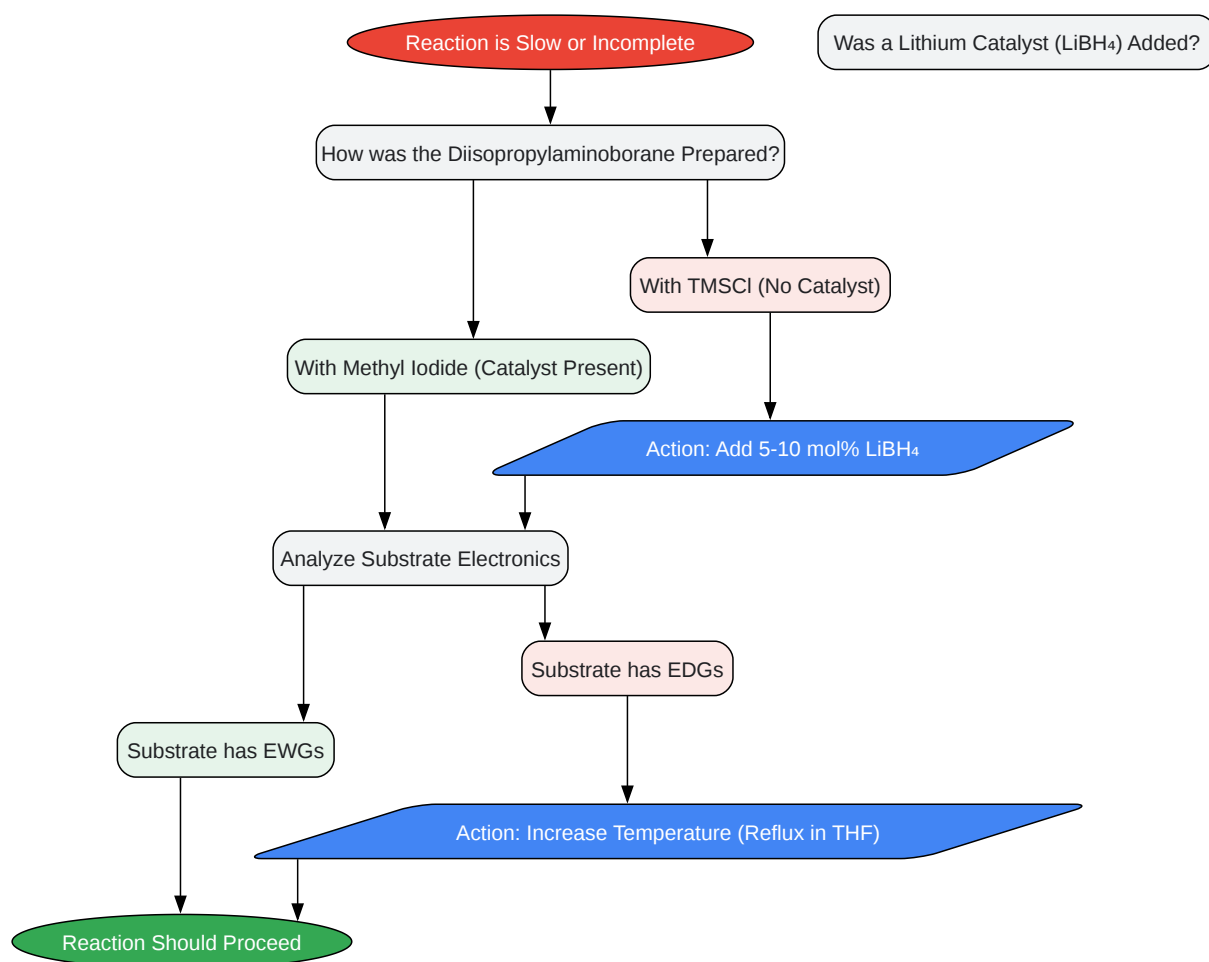 Reaction is Slow or Incomplete
Was a Lithium Catalyst (LiBH₄) Added?
How was the Diisopropylaminoborane Prepared?
With TMSCl (No Catalyst)
With Methyl Iodide (Catalyst Present)
Action: Add 5-10 mol% LiBH₄
Analyze Substrate Electronics
Substrate has EDGs
Substrate has EWGs
Action: Increase Temperature (Reflux in THF)
Reaction Should Proceed